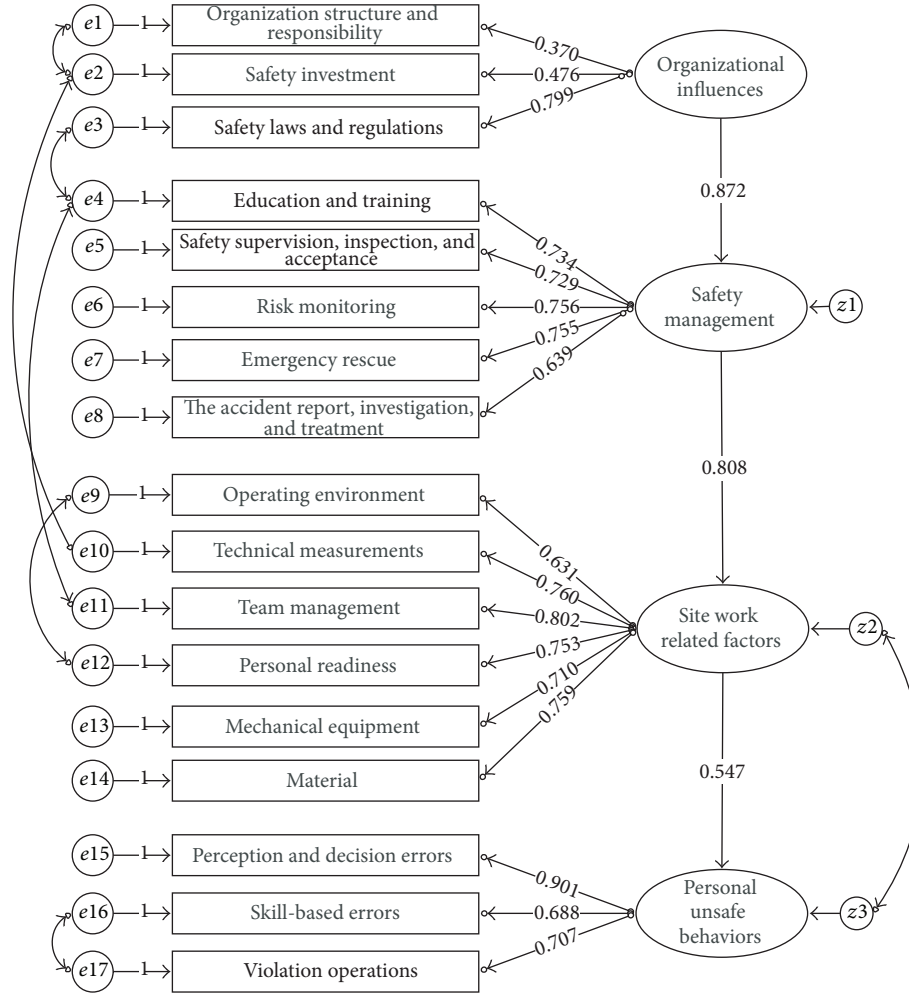 e1
1
Organization structure and
responsibility
0.370
e2
1
Safety investment
0.476
Organizational
influences
e3
1
Safety laws and regulations
0.799
0.872
e4
1
Education and training
0.734
e5
1
Safety supervision, inspection, and
acceptance
0.729
e6
1
Risk monitoring
0.756
Safety
management
z1
e7
1
Emergency rescue
0.755
e8
1
The accident report, investigation,
and treatment
0.639
0.808
e9
1
Operating environment
0.631
e10
1
Technical measurements
0.760
e11
1
Team management
0.802
Site work
related factors
z2
e12
1
Personal readiness
0.753
e13
1
Mechanical equipment
0.710
e14
1
Material
0.759
0.547
e15
1
Perception and decision errors
0.901
e16
1
Skill-based errors
0.688
Personal
unsafe
behaviors
z3
e17
1
Violation operations
0.707